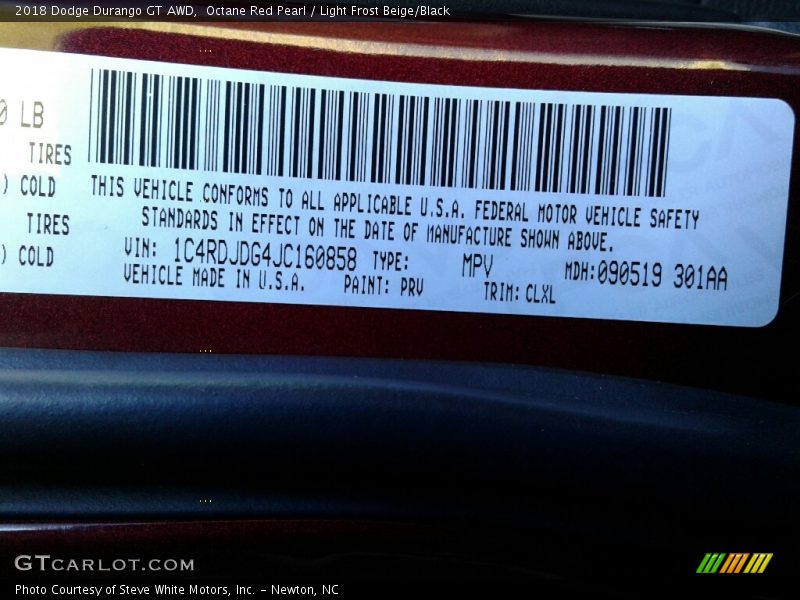 2018 Dodge Durango GT AWD,  Octane Red Pearl / Light Frost Beige/Black
0 LB
TIRES
) COLD
TIRES
) COLD
THIS VEHICLE CONFORMS TO ALL APPLICABLE U.S.A. FEDERAL MOTOR VEHICLE SAFETY
STANDARDS IN EFFECT ON THE DATE OF MANUFACTURE SHOWN ABOVE.
VIN: 1C4RDJDG4JC160858 TYPE: MPV MDH:090519 301AA
VEHICLE MADE IN U.S.A. PAINT: PRV TRIM: CLXL
GTCARLOT.COM
Photo Courtesy of Steve White Motors, Inc. – Newton, NC